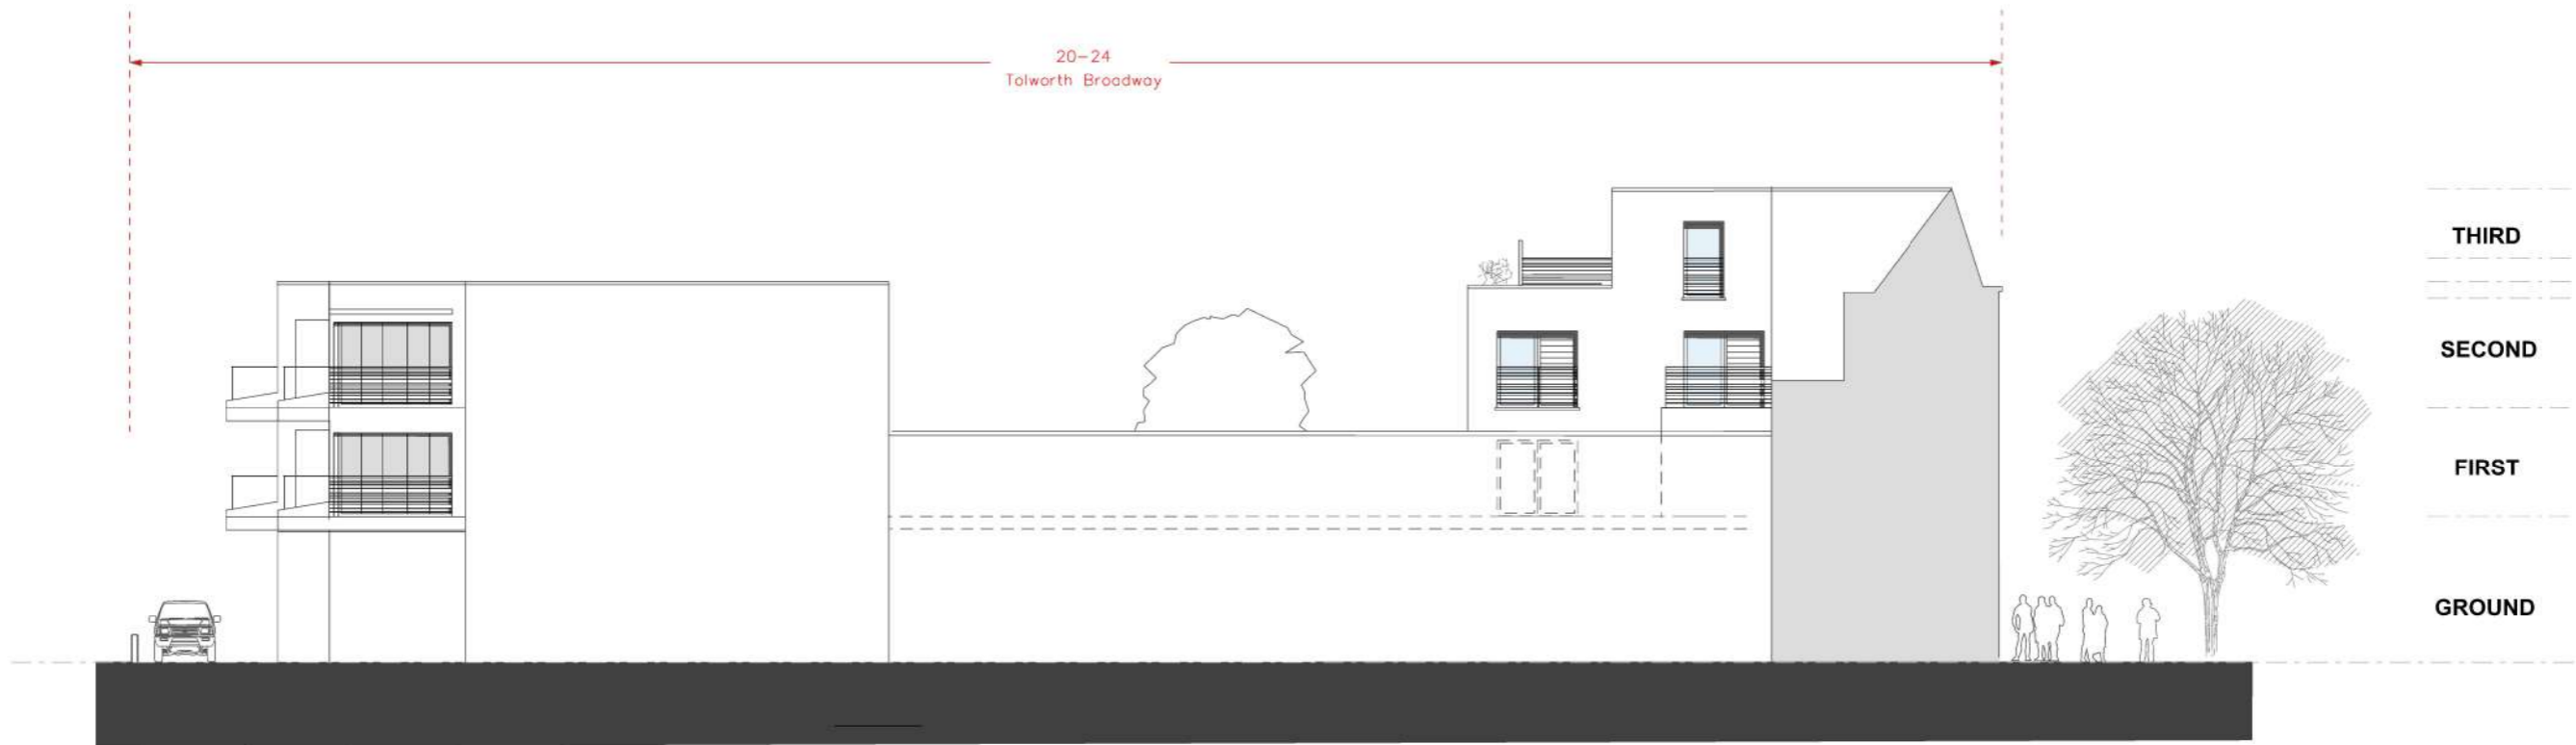 20-24
Tolworth Broadway
THIRD
SECOND
FIRST
GROUND